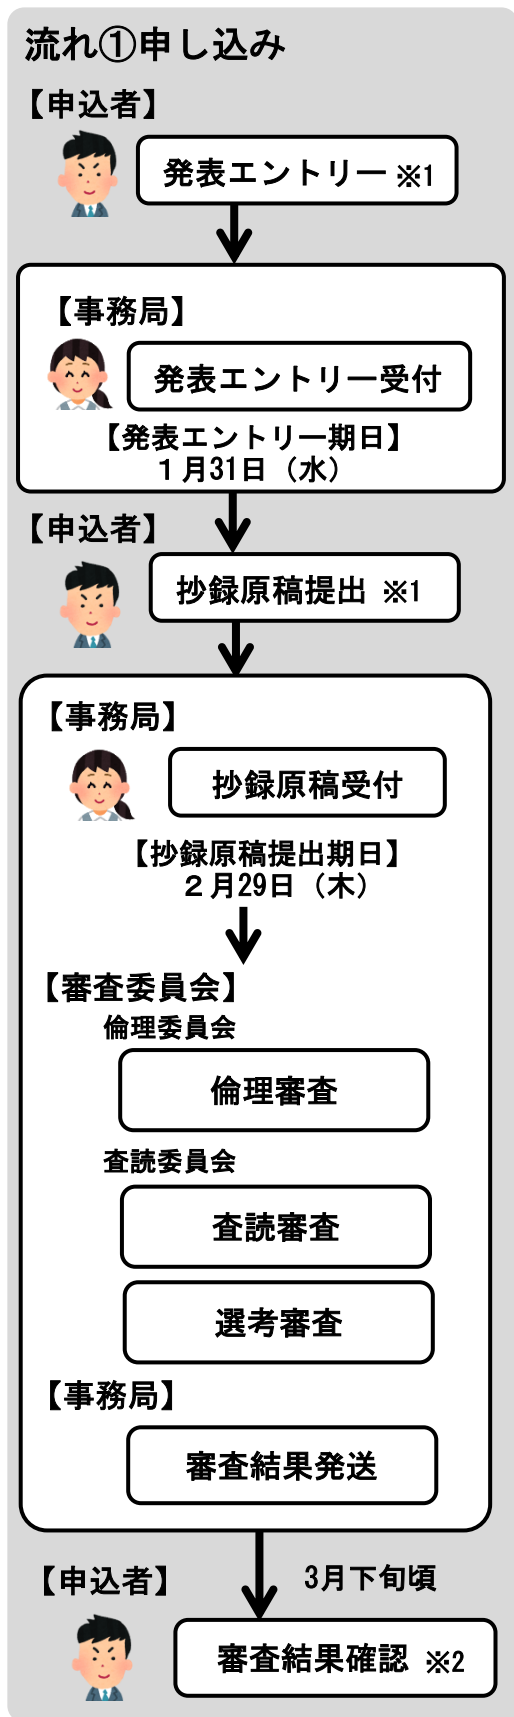 流れ①申し込み
【申込者】
発表エントリー ※1
【事務局】
発表エントリー受付
【発表エントリー期日】
１月31日（水）
【申込者】
抄録原稿提出 ※1
【事務局】
抄録原稿受付
【抄録原稿提出期日】
２月29日（木）
【審査委員会】
倫理委員会
倫理審査
査読委員会
査読審査
選考審査
【事務局】
審査結果発送
3月下旬頃
【申込者】
審査結果確認 ※2